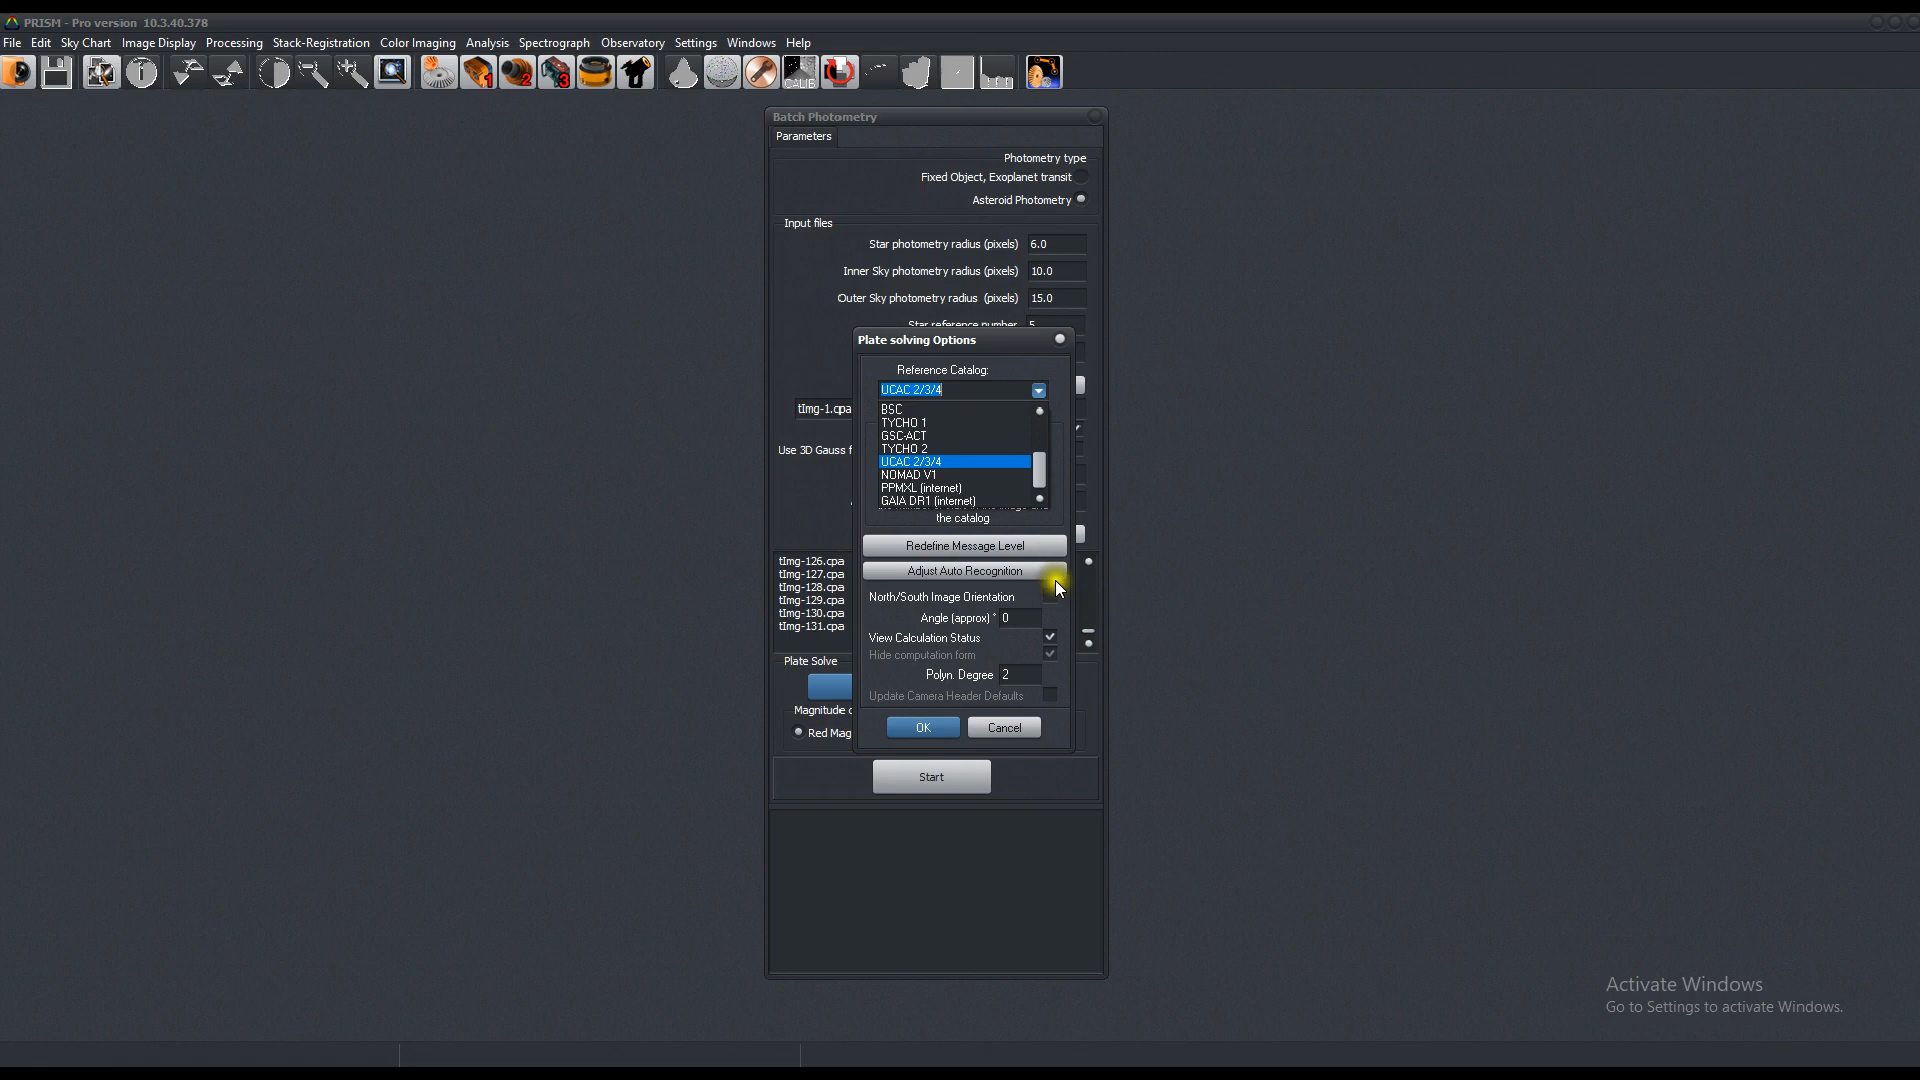 PRISM - Pro version 10.3.40.378
File Edit Sky Chart Image Display Processing Stack-Registration Color Imaging Analysis Spectrograph Observatory Settings Windows Help
1 2 3 CALIB
Batch Photometry
Parameters
Photometry type
Fixed Object, Exoplanet transit
Asteroid Photometry
Input files
Star photometry radius (pixels) 6.0
Inner Sky photometry radius (pixels) 10.0
Outer Sky photometry radius (pixels) 15.0
Star reference number 5
Plate solving Options
Reference Catalog:
UCAC 2/3/4
BSC
TYCHO 1
GSC-ACT
TYCHO 2
UCAC 2/3/4
NOMAD V1
PPMXL (internet)
GAIA DR1 (internet)
the catalog
tImg-1.cpa
Use 3D Gauss f
Redefine Message Level
Adjust Auto Recognition
North/South Image Orientation
Angle (approx) ° 0
View Calculation Status
Hide computation form
Polyn. Degree 2
Update Camera Header Defaults
OK Cancel
tImg-126.cpa
tImg-127.cpa
tImg-128.cpa
tImg-129.cpa
tImg-130.cpa
tImg-131.cpa
Plate Solve
Magnitude
Red Mag
Start
Activate Windows
Go to Settings to activate Windows.